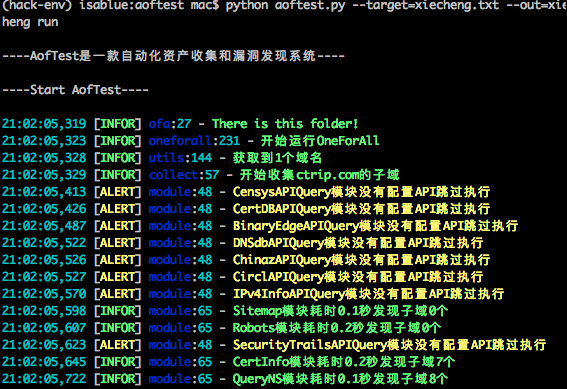 (hack-env) isablue:aoftest mac$ python aoftest.py --target=xiecheng.txt --out=xie
heng run
----AofTest是一款自动化资产收集和漏洞发现系统----
----Start AofTest----
21:02:05,319 [INFOR] ofa:27 - There is this folder!
21:02:05,323 [INFOR] oneforall:231 - 开始运行OneForAll
21:02:05,328 [INFOR] utils:144 - 获取到1个域名
21:02:05,329 [INFOR] collect:57 - 开始收集ctrip.com的子域
21:02:05,413 [ALERT] module:48 - CensysAPIQuery模块没有配置API跳过执行
21:02:05,426 [ALERT] module:48 - CertDBAPIQuery模块没有配置API跳过执行
21:02:05,487 [ALERT] module:48 - BinaryEdgeAPIQuery模块没有配置API跳过执行
21:02:05,522 [ALERT] module:48 - DNSdbAPIQuery模块没有配置API跳过执行
21:02:05,526 [ALERT] module:48 - ChinazAPIQuery模块没有配置API跳过执行
21:02:05,527 [ALERT] module:48 - CirclAPIQuery模块没有配置API跳过执行
21:02:05,570 [ALERT] module:48 - IPv4InfoAPIQuery模块没有配置API跳过执行
21:02:05,598 [INFOR] module:65 - Sitemap模块耗时0.1秒发现子域0个
21:02:05,607 [INFOR] module:65 - Robots模块耗时0.2秒发现子域0个
21:02:05,623 [ALERT] module:48 - SecurityTrailsAPIQuery模块没有配置API跳过执行
21:02:05,645 [INFOR] module:65 - CertInfo模块耗时0.2秒发现子域7个
21:02:05,722 [INFOR] module:65 - QueryNS模块耗时0.1秒发现子域8个